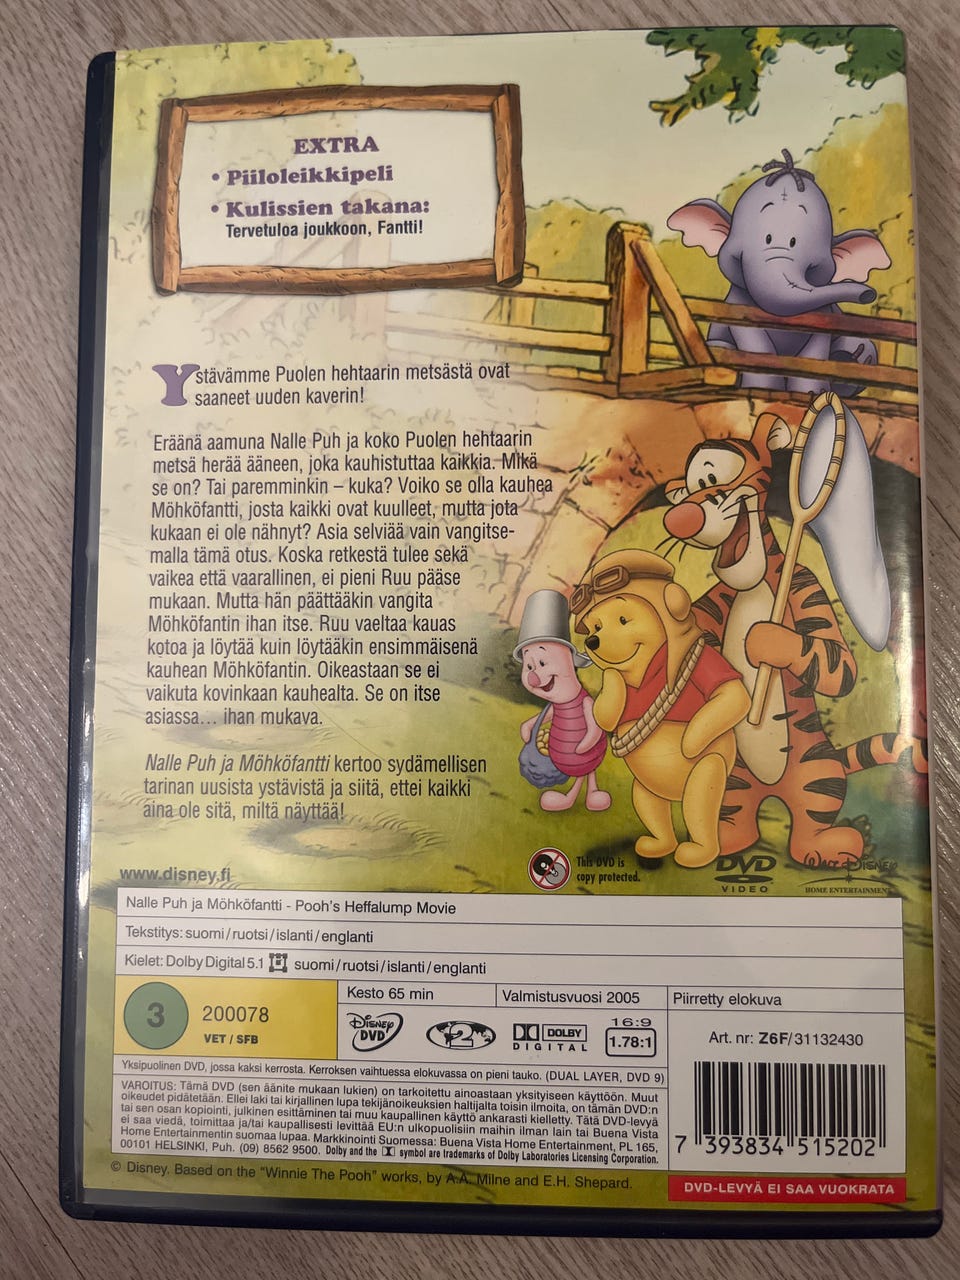 EXTRA
• Piiloleikkipeli
• Kulissien takana:
Tervetuloa joukkoon, Fantti!
Ystävämme Puolen hehtaarin metsästä ovat
saaneet uuden kaverin!
Eräänä aamuna Nalle Puh ja koko Puolen hehtaarin
metsä herää ääneen, joka kauhistuttaa kaikkia. Mikä
se on? Tai paremminkin – kuka? Voiko se olla kauhea
Möhköfantti, josta kaikki ovat kuulleet, mutta jota
kukaan ei ole nähnyt? Asia selviää vain vangitse-
malla tämä otus. Koska retkestä tulee sekä
vaikea että vaarallinen, ei pieni Ruu pääse
mukaan. Mutta hän päättääkin vangita
Möhköfantin ihan itse. Ruu vaeltaa kauas
kotoa ja löytää kuin löytääkin ensimmäisenä
kauhean Möhköfantin. Oikeastaan se ei
vaikuta kovinkaan kauhealta. Se on itse
asiassa... ihan mukava.
Nalle Puh ja Möhköfantti kertoo sydämellisen
tarinan uusista ystävistä ja siitä, ettei kaikki
aina ole sitä, miltä näyttää!
www.disney.fi
This DVD is
copy protected.
DVD
VIDEO
Walt Disney
HOME ENTERTAINMENT
Nalle Puh ja Möhköfantti - Pooh's Heffalump Movie
Tekstitys: suomi/ruotsi/islanti/englanti
Kielet: Dolby Digital 5.1 suomi/ruotsi/islanti/englanti
3
200078
VET / SFB
Kesto 65 min
Valmistusvuosi 2005
Piirretty elokuva
Disney
DVD
2
DOLBY
DIGITAL
16:9
1.78:1
Art. nr: Z6F/31132430
Yksipuolinen DVD, jossa kaksi kerrosta. Kerroksen vaihtuessa elokuvassa on pieni tauko. (DUAL LAYER, DVD 9)
VAROITUS: Tämä DVD (sen äänite mukaan lukien) on tarkoitettu ainoastaan yksityiseen käyttöön. Muut
oikeudet pidätetään. Ellei laki tai kirjallinen lupa tekijänoikeuksien haltijalta toisin ilmoita, on tämän DVD:n
tai sen osan kopiointi, julkinen esittäminen tai muu kaupallinen käyttö ankarasti kielletty. Tätä DVD-levyä
ei saa viedä, toimittaa ja/tai kaupallisesti levittää EU:n ulkopuolisiin maihin ilman lain tai Buena Vista
Home Entertainmentin suomaa lupaa. Markkinointi Suomessa: Buena Vista Home Entertainment, PL 165,
00101 HELSINKI, Puh. (09) 8562 9500. Dolby and the symbol are trademarks of Dolby Laboratories Licensing Corporation.
7 393834 515202
© Disney. Based on the "Winnie The Pooh" works, by A.A. Milne and E.H. Shepard.
DVD-LEVYÄ EI SAA VUOKRATA